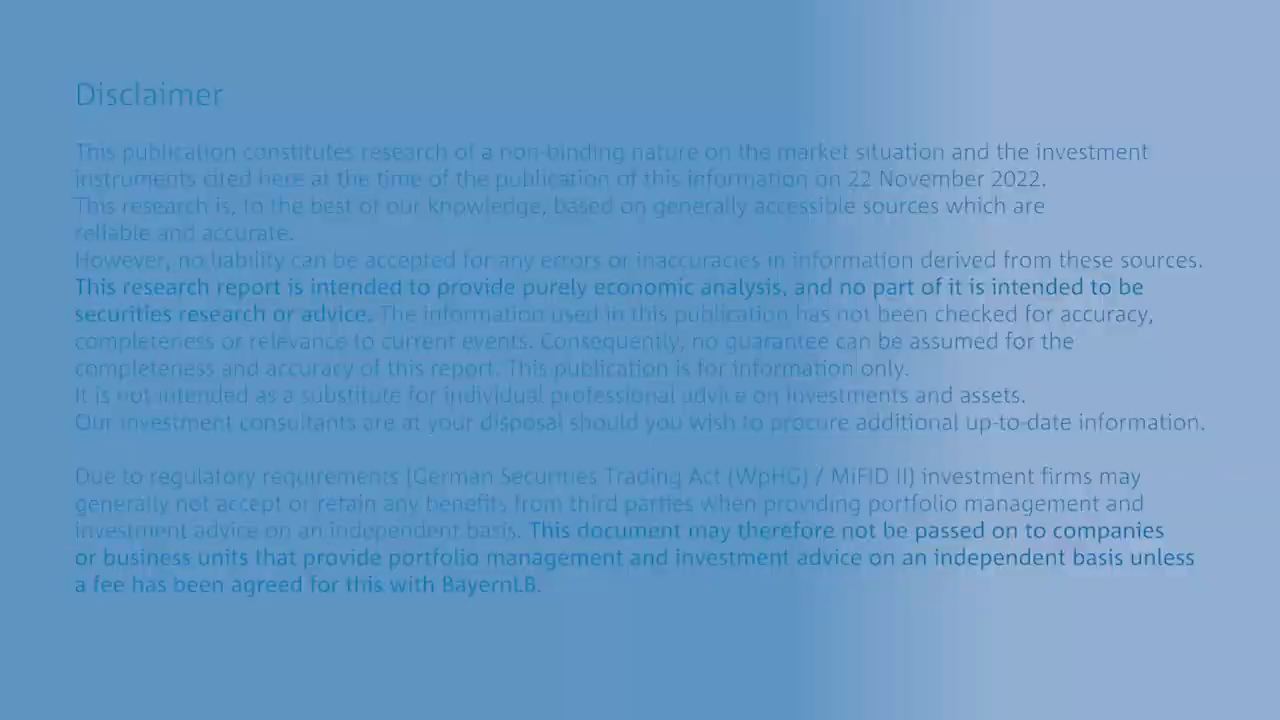 Disclaimer
This publication constitutes research of a non-binding nature on the market situation and the investment
instruments cited here at the time of the publication of this information on 22 November 2022.
This research is, to the best of our knowledge, based on generally accessible sources which are
reliable and accurate.
However, no liability can be accepted for any errors or inaccuracies in information derived from these sources.
This research report is intended to provide purely economic analysis, and no part of it is intended to be
securities research or advice. The information used in this publication has not been checked for accuracy,
completeness or relevance to current events. Consequently, no guarantee can be assumed for the
completeness and accuracy of this report. This publication is for information only.
It is not intended as a substitute for individual professional advice on investments and assets.
Our investment consultants are at your disposal should you wish to procure additional up-to-date information.
Due to regulatory requirements (German Securities Trading Act (WpHG) / MiFID II) investment firms may
generally not accept or retain any benefits from third parties when providing portfolio management and
investment advice on an independent basis. This document may therefore not be passed on to companies
or business units that provide portfolio management and investment advice on an independent basis unless
a fee has been agreed for this with BayernLB.